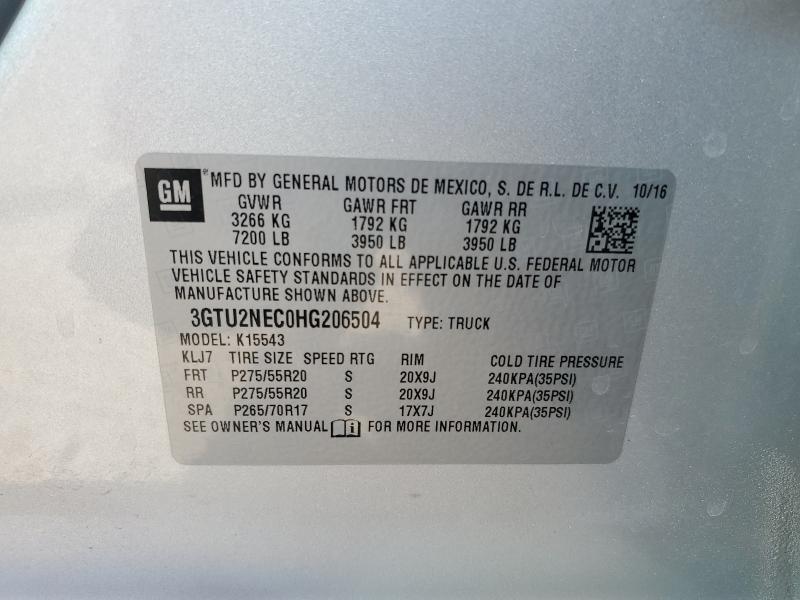 GM ® MFD BY GENERAL MOTORS DE MEXICO, S. DE R.L. DE C.V. 10/16
GVWR GAWR FRT GAWR RR
3266 KG 1792 KG 1792 KG
7200 LB 3950 LB 3950 LB
THIS VEHICLE CONFORMS TO ALL APPLICABLE U.S. FEDERAL MOTOR
VEHICLE SAFETY STANDARDS IN EFFECT ON THE DATE OF
MANUFACTURE SHOWN ABOVE.
3GTU2NEC0HG206504 TYPE: TRUCK
MODEL: K15543
KLJ7 TIRE SIZE SPEED RTG RIM COLD TIRE PRESSURE
FRT P275/55R20 S 20X9J 240KPA(35PSI)
RR P275/55R20 S 20X9J 240KPA(35PSI)
SPA P265/70R17 S 17X7J 240KPA(35PSI)
SEE OWNER'S MANUAL FOR MORE INFORMATION.